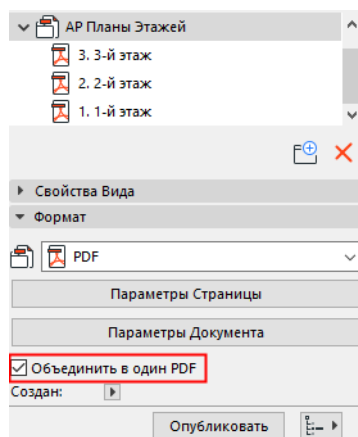 АР Планы Этажей
3. 3-й этаж
2. 2-й этаж
1. 1-й этаж
Свойства Вида
Формат
PDF
Параметры Страницы
Параметры Документа
Объединить в один PDF
Создан:
Опубликовать